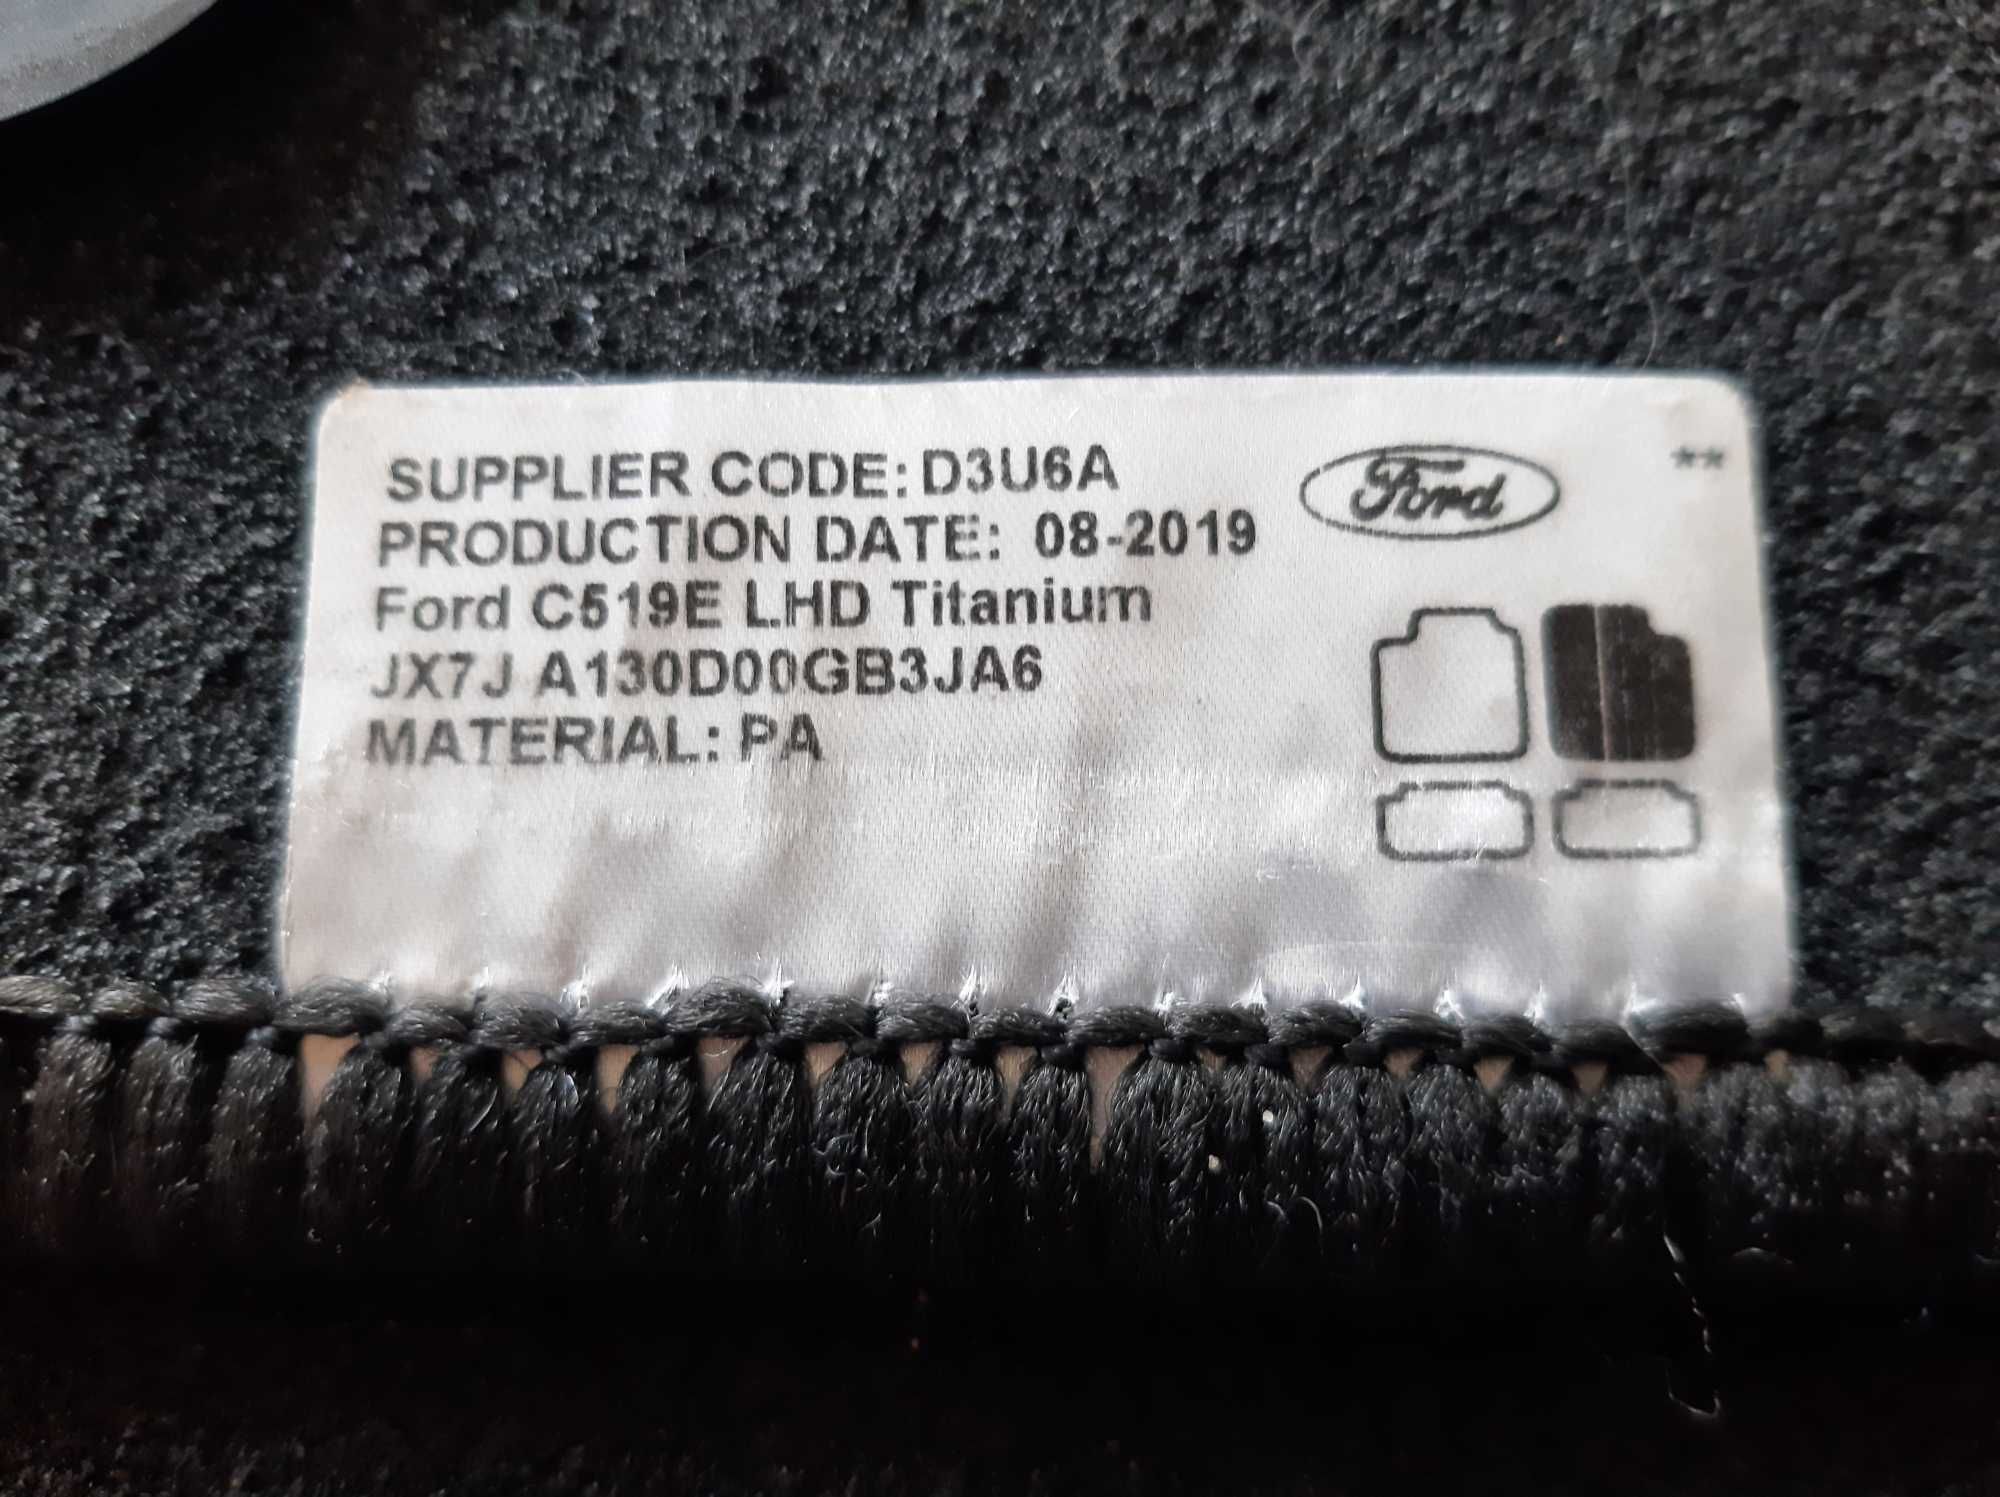 SUPPLIER CODE: D3U6A
PRODUCTION DATE: 08-2019
Ford C519E LHD Titanium
JX7J A130D00GB3JA6
MATERIAL: PA
Ford
**